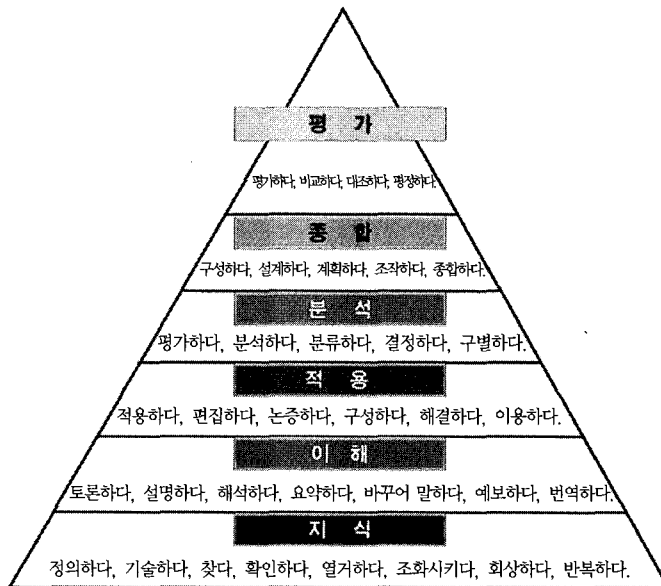 평 가
평가하다, 비교하다, 대조하다, 평정하다.
종 합
구성하다, 설계하다, 계획하다, 조작하다, 종합하다.
분 석
평가하다, 분석하다, 분류하다, 결정하다, 구별하다.
적 용
적용하다, 편집하다, 논증하다, 구성하다, 해결하다, 이용하다.
이 해
토론하다, 설명하다, 해석하다, 요약하다, 바꾸어 말하다, 예보하다, 번역하다.
지 식
정의하다, 기술하다, 찾다, 확인하다, 열거하다, 조화시키다, 회상하다, 반복하다.